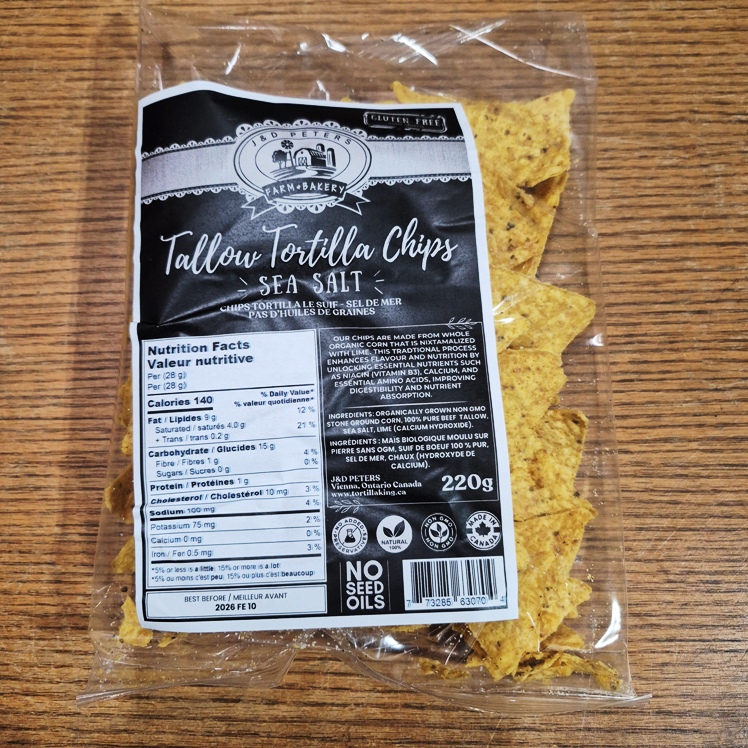 GLUTEN FREE
J&D PETERS
FARM BAKERY
Tallow Tortilla Chips
SEA SALT
CHIPS TORTILLA LE SUIF - SEL DE MER
PAS D'HUILES DE GRAINES
Nutrition Facts
Valeur nutritive
Per (28 g)
Per (28 g)
Calories 140
% Daily Value*
% valeur quotidienne*
Fat / Lipides 9 g 12 %
Saturated / saturés 4.0 g 21 %
+ Trans / trans 0.2 g
Carbohydrate / Glucides 15 g
Fibre / Fibres 1 g 4 %
Sugars / Sucres 0 g 0 %
Protein / Protéines 1 g
Cholesterol / Cholestérol 10 mg 3 %
Sodium 100 mg 4 %
Potassium 75 mg 2 %
Calcium 0 mg 0 %
Iron / Fer 0.5 mg 3 %
*5% or less is a little; 15% or more is a lot
*5% ou moins c'est peu; 15% ou plus c'est beaucoup
BEST BEFORE / MEILLEUR AVANT
2026 FE 10
OUR CHIPS ARE MADE FROM WHOLE
ORGANIC CORN THAT IS NIXTAMALIZED
WITH LIME. THIS TRADTIONAL PROCESS
ENHANCES FLAVOUR AND NUTRITION BY
UNLOCKING ESSENTIAL NUTRIENTS SUCH
AS NIACIN (VITAMIN B3), CALCIUM, AND
ESSENTIAL AMINO ACIDS, IMPROVING
DIGESTIBILITY AND NUTRIENT
ABSORPTION.
INGREDIENTS: ORGANICALLY GROWN NON GMO
STONE GROUND CORN, 100% PURE BEEF TALLOW,
SEA SALT, LIME (CALCIUM HYDROXIDE).
INGRÉDIENTS : MAÏS BIOLOGIQUE MOULU SUR
PIERRE SANS OGM, SUIF DE BOEUF 100 % PUR,
SEL DE MER, CHAUX (HYDROXYDE DE
CALCIUM).
J&D PETERS
Vienna, Ontario Canada
www.tortillaking.ca
220g
NO ADDED
PRESERVATIVES
NATURAL
100%
NON GMO
NON GMO
MADE IN
CANADA
NO
SEED
OILS
7 73285 63070 4